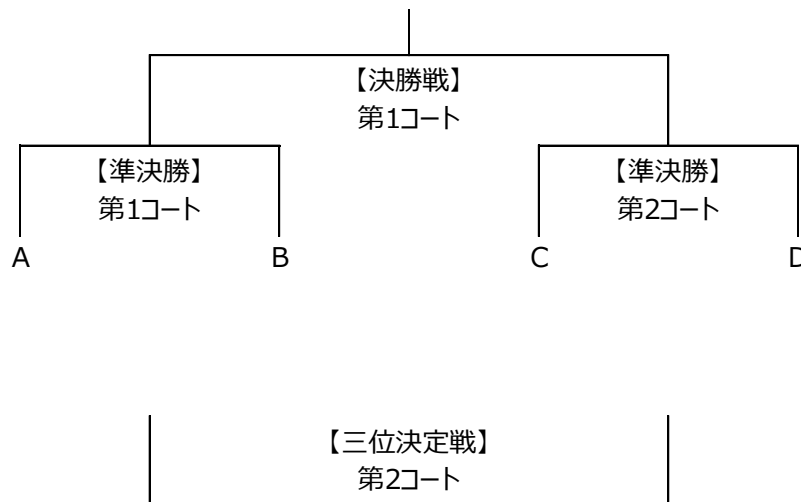 【決勝戦】
第1コート
【準決勝】
第1コート
【準決勝】
第2コート
A
B
C
D
【三位決定戦】
第2コート